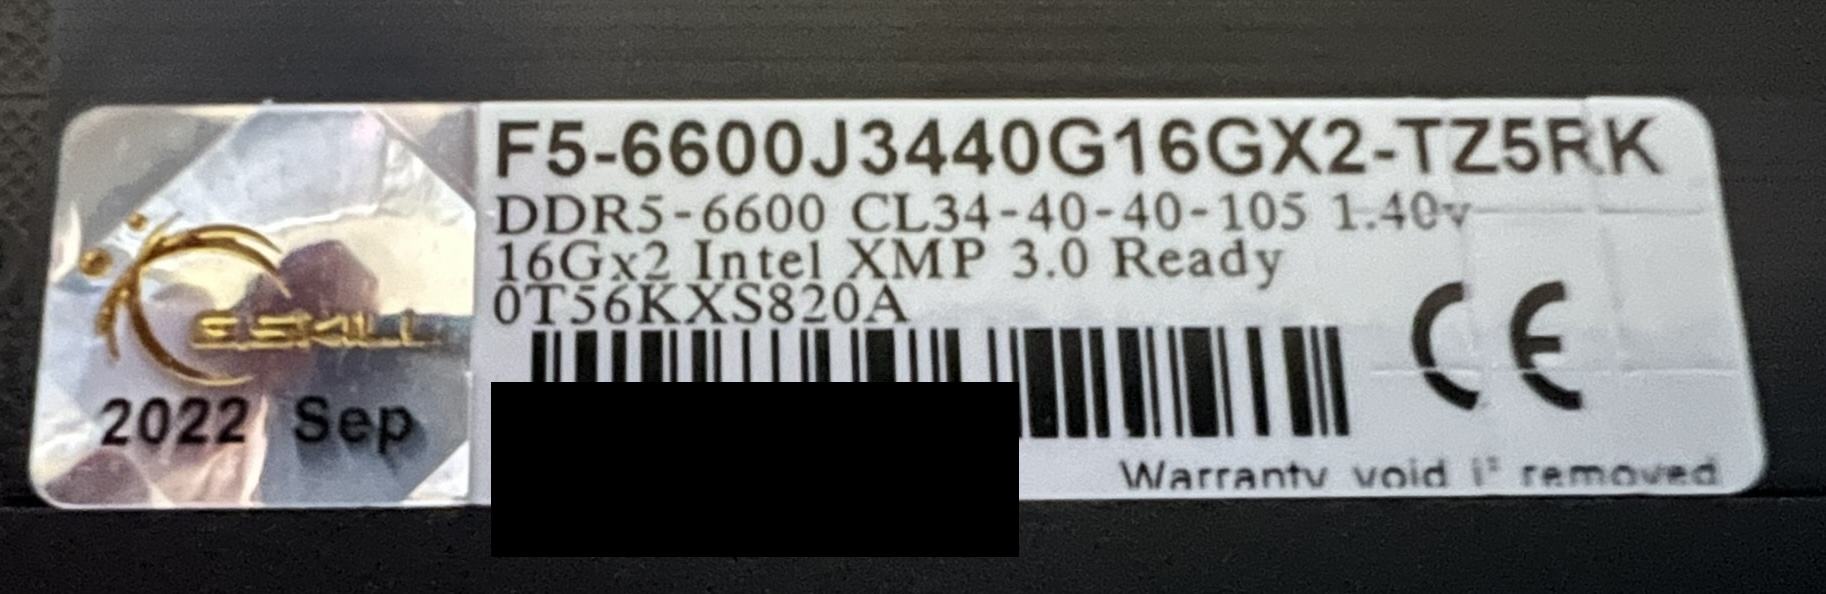 F5-6600J3440G16GX2-TZ5RK
DDR5-6600 CL34-40-40-105 1.40v
16Gx2 Intel XMP 3.0 Ready
0T56KXS820A
G.SKILL
CE
2022 Sep
Warranty void if removed